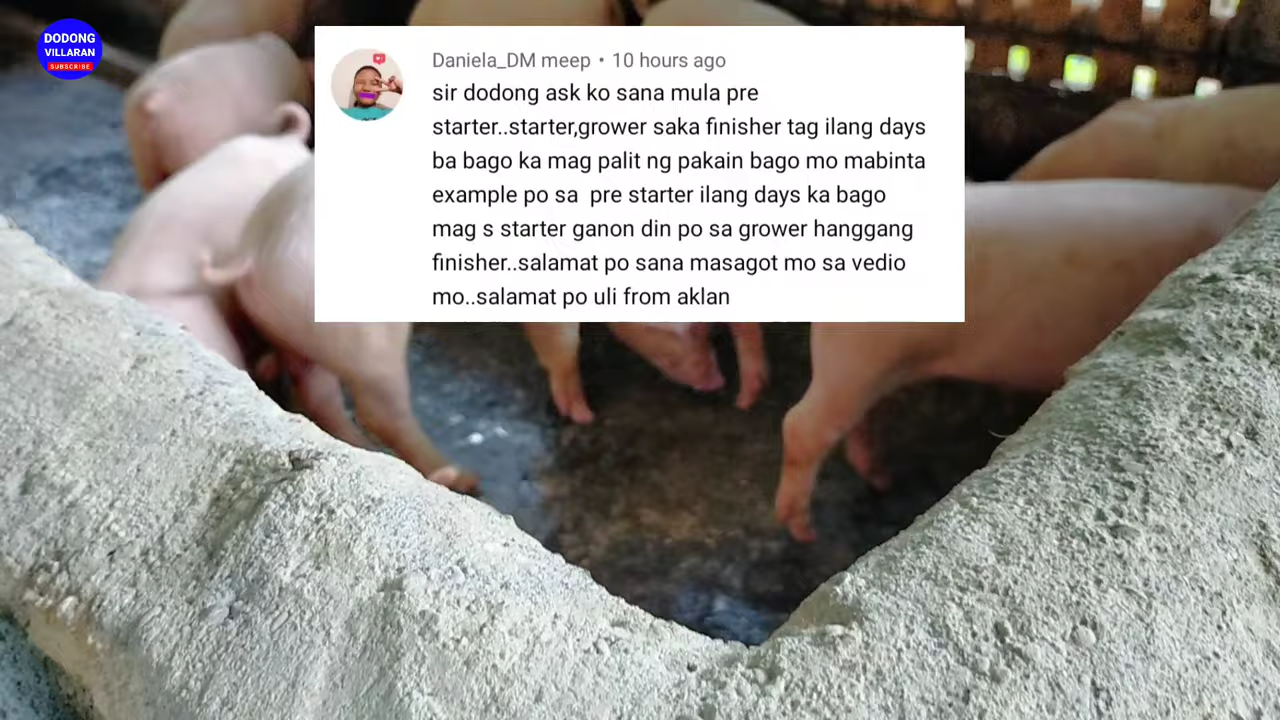 DODONG
VILLARAN
SUBSCRIBE
Daniela_DM meep • 10 hours ago
sir dodong ask ko sana mula pre
starter..starter,grower saka finisher tag ilang days
ba bago ka mag palit ng pakain bago mo mabinta
example po sa  pre starter ilang days ka bago
mag s starter ganon din po sa grower hanggang
finisher..salamat po sana masagot mo sa vedio
mo..salamat po uli from aklan